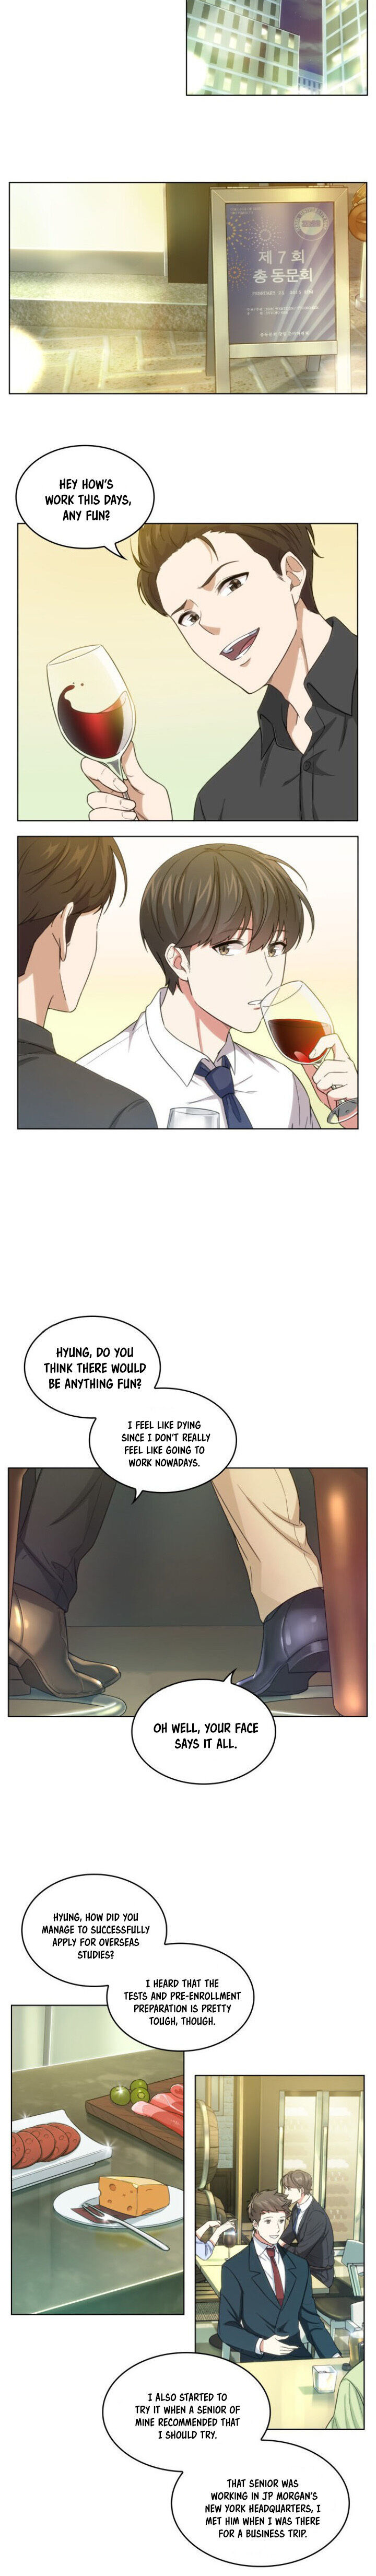 제 7 회
총 동문회
HEY HOW'S
WORK THIS DAYS,
ANY FUN?
HYUNG, DO YOU
THINK THERE WOULD
BE ANYTHING FUN?
I FEEL LIKE DYING
SINCE I DON'T REALLY
FEEL LIKE GOING TO
WORK NOWADAYS.
OH WELL, YOUR FACE
SAYS IT ALL.
HYUNG, HOW DID YOU
MANAGE TO SUCCESSFULLY
APPLY FOR OVERSEAS
STUDIES?
I HEARD THAT THE
TESTS AND PRE-ENROLLMENT
PREPARATION IS PRETTY
TOUGH, THOUGH.
I ALSO STARTED TO
TRY IT WHEN A SENIOR OF
MINE RECOMMENDED THAT
I SHOULD TRY.
THAT SENIOR WAS
WORKING IN JP MORGAN'S
NEW YORK HEADQUARTERS, I
MET HIM WHEN I WAS THERE
FOR A BUSINESS TRIP.